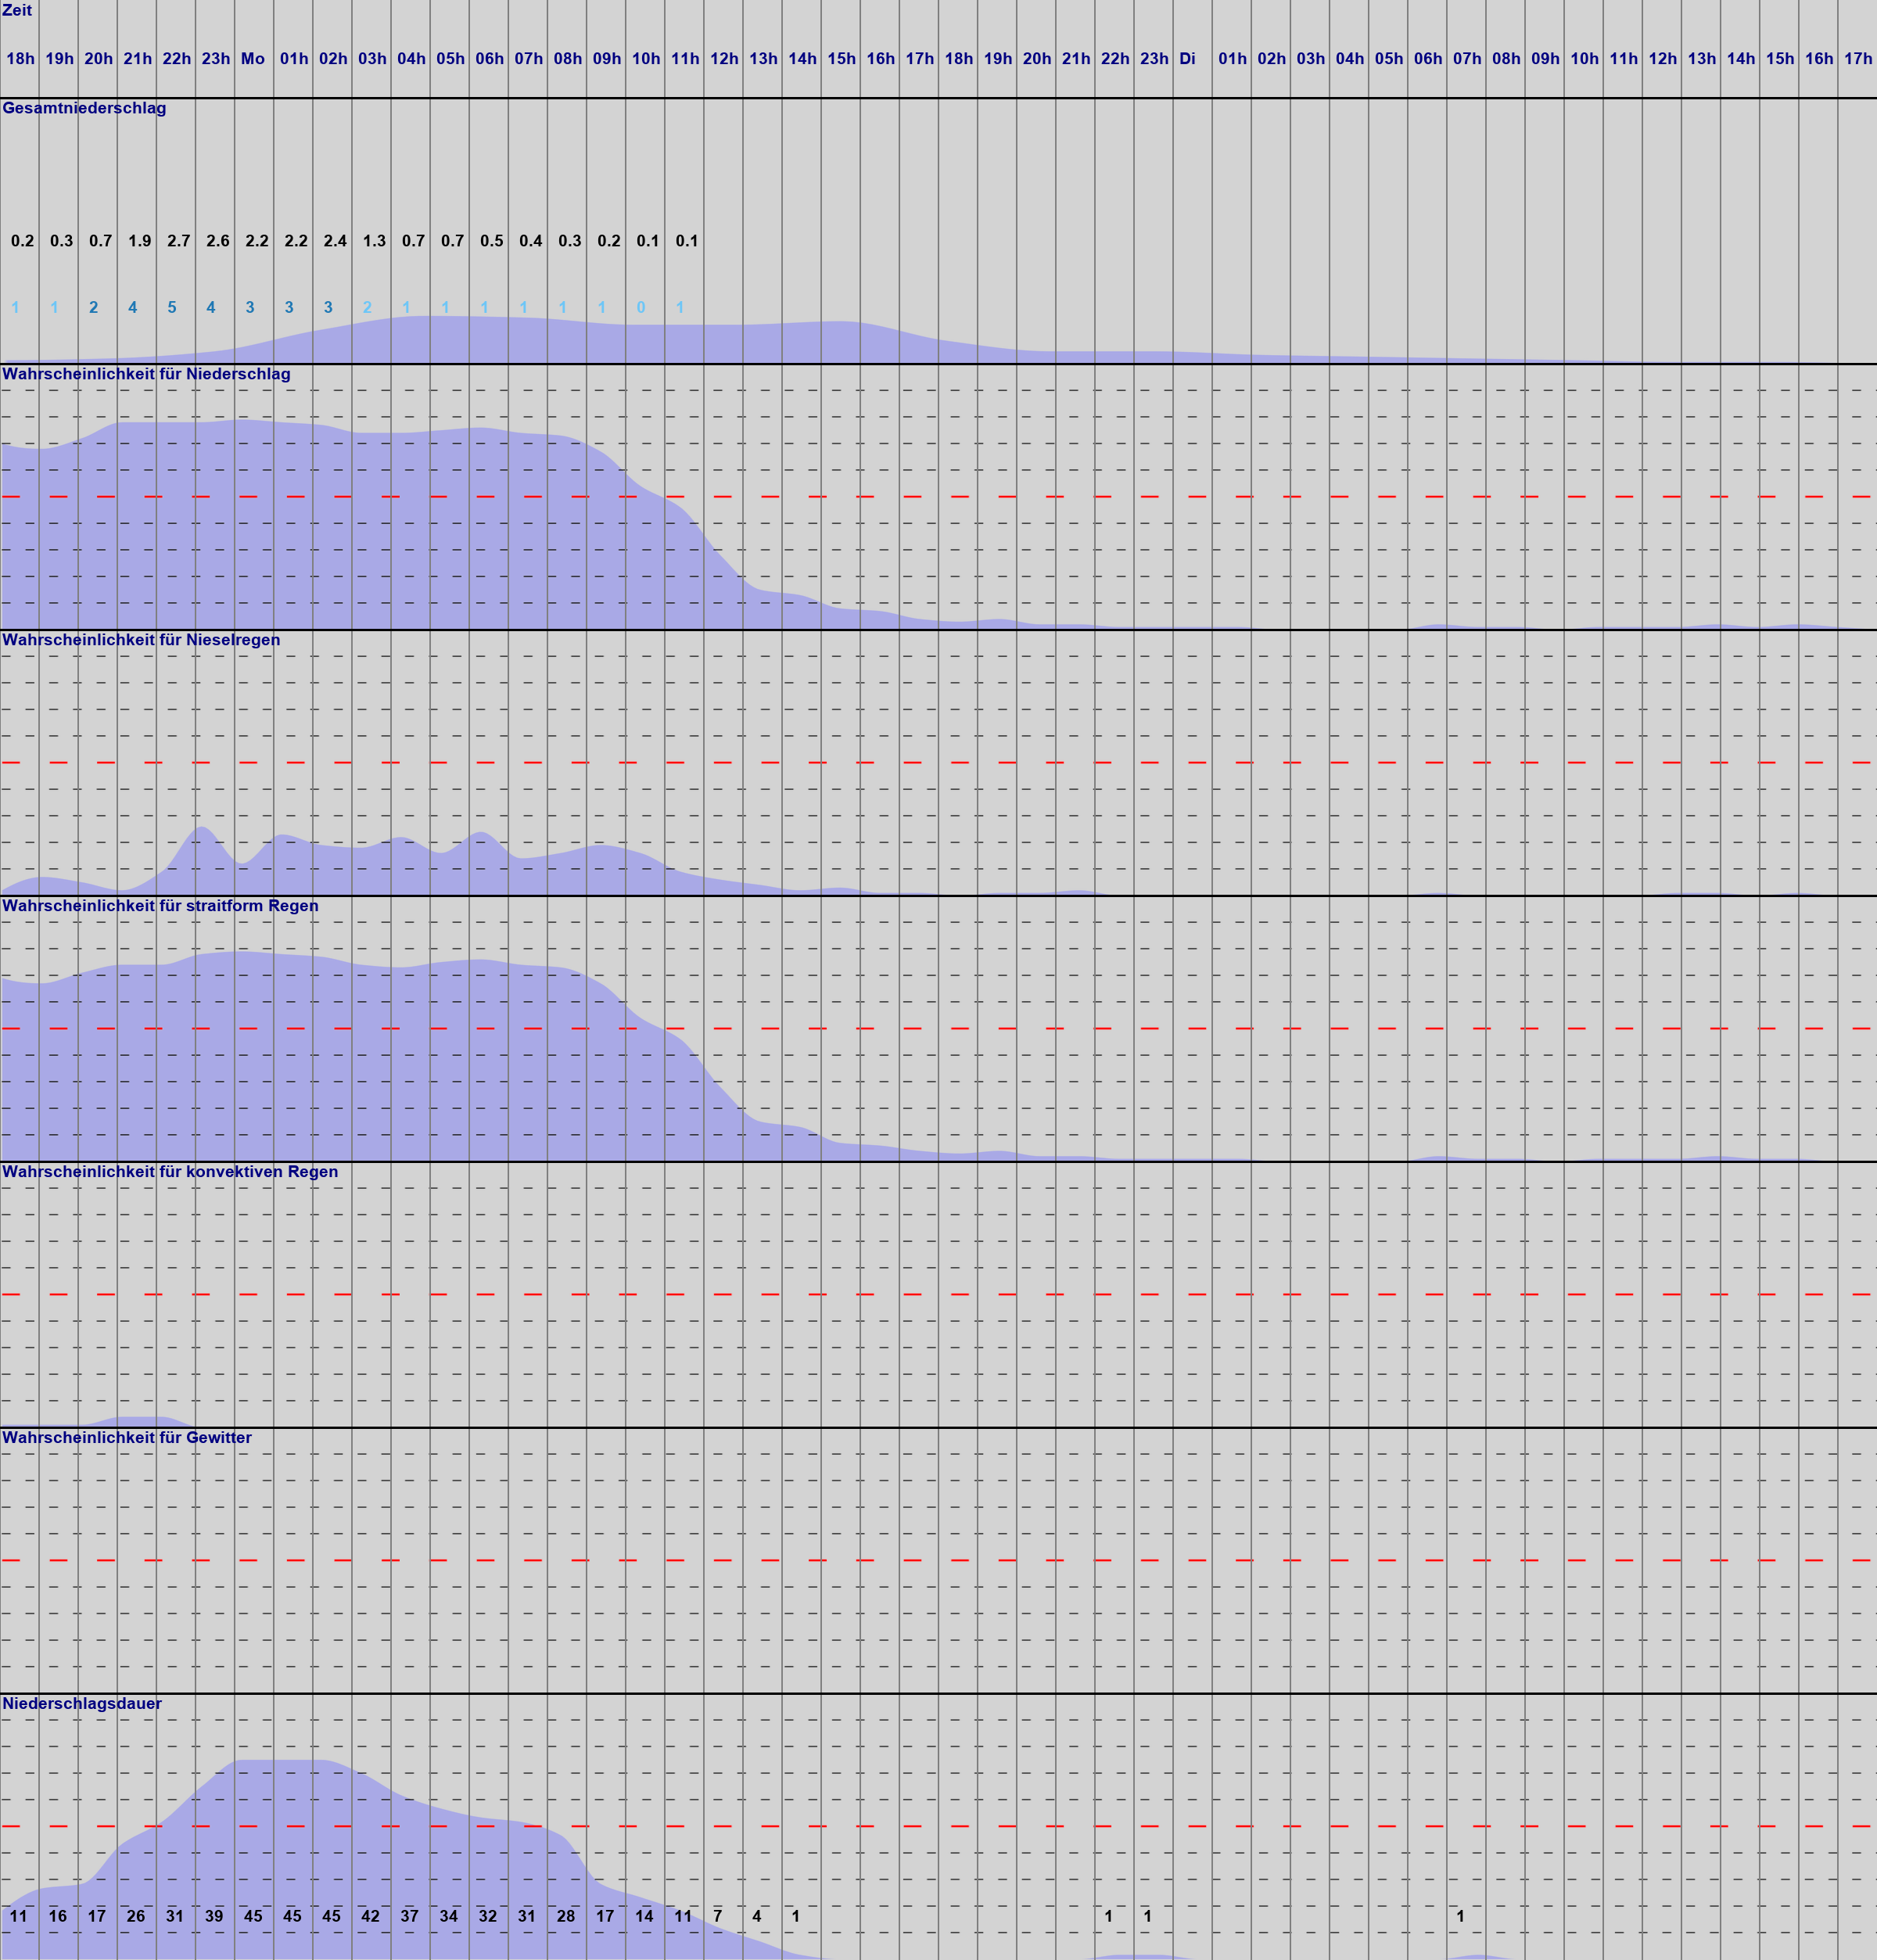 Zeit
18h 19h 20h 21h 22h 23h Mo 01h 02h 03h 04h 05h 06h 07h 08h 09h 10h 11h 12h 13h 14h 15h 16h 17h 18h 19h 20h 21h 22h 23h Di 01h 02h 03h 04h 05h 06h 07h 08h 09h 10h 11h 12h 13h 14h 15h 16h 17h
Gesamtniederschlag
0.2 0.3 0.7 1.9 2.7 2.6 2.2 2.2 2.4 1.3 0.7 0.7 0.5 0.4 0.3 0.2 0.1 0.1
1 1 2 4 5 4 3 3 3 2 1 1 1 1 1 1 0 1
Wahrscheinlichkeit für Niederschlag
Wahrscheinlichkeit für Nieselregen
Wahrscheinlichkeit für straitform Regen
Wahrscheinlichkeit für konvektiven Regen
Wahrscheinlichkeit für Gewitter
Niederschlagsdauer
11 16 17 26 31 39 45 45 45 42 37 34 32 31 28 17 14 11 7 4 1 1 1 1